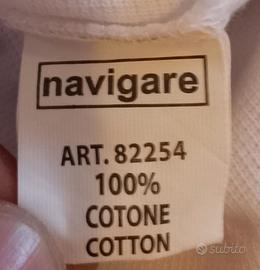 navigare
ART. 82254
100%
COTONE
COTTON
subito